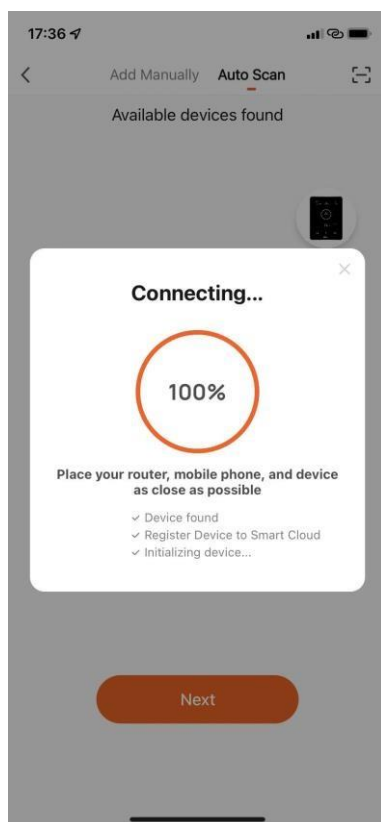 17:36
Add Manually Auto Scan
Available devices found
Connecting...
100%
Place your router, mobile phone, and device
as close as possible
✓ Device found
✓ Register Device to Smart Cloud
✓ Initializing device...
Next